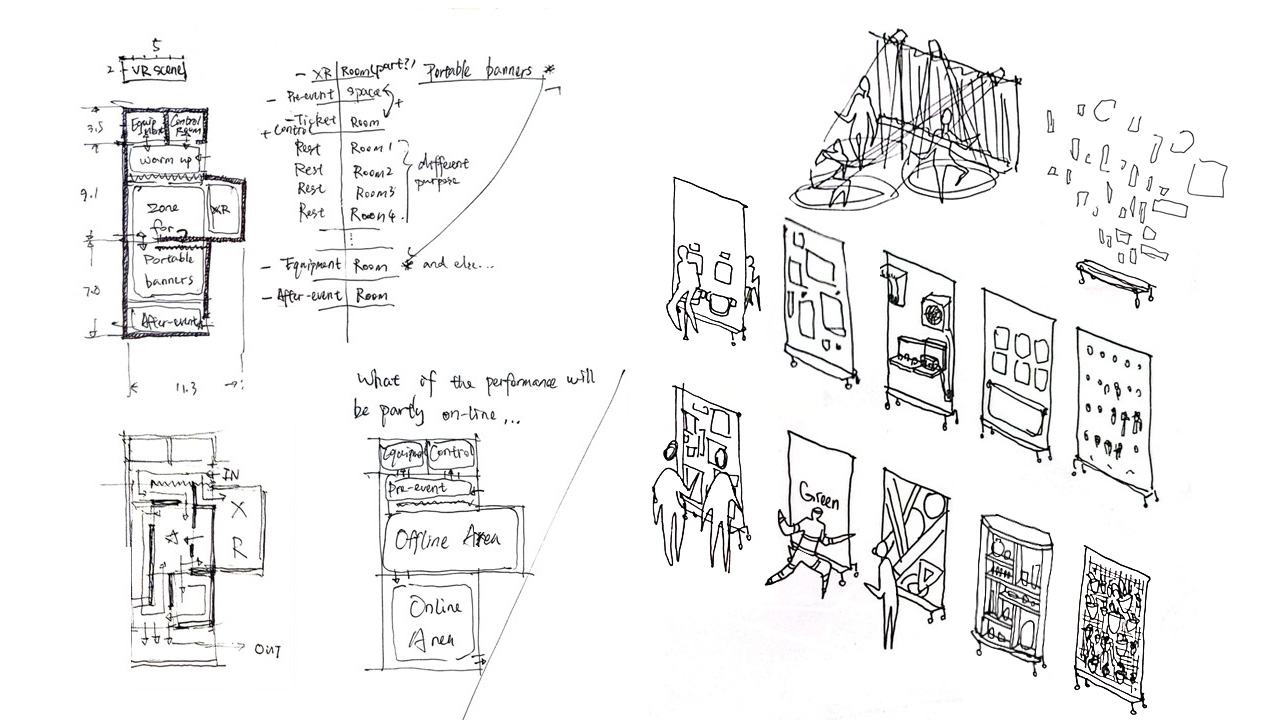 5
2 VR scene
3.5
Equip Control Room
warm up
9.1
zone for
XR
Portable banners
7.0
After-event
11.3
- XR Room(part?)
- Pre-event space
- Ticket Room
+ Control
+
Rest Room 1
Rest Room 2
Rest Room 3
Rest Room 4
different purpose
- Equipment Room * and else...
- After-event Room
Portable banners *
IN
X
R
OUT
What of the performance will
be partly on-line...
Equipment Control
Pre-event
Offline Area
Online
Area
Green